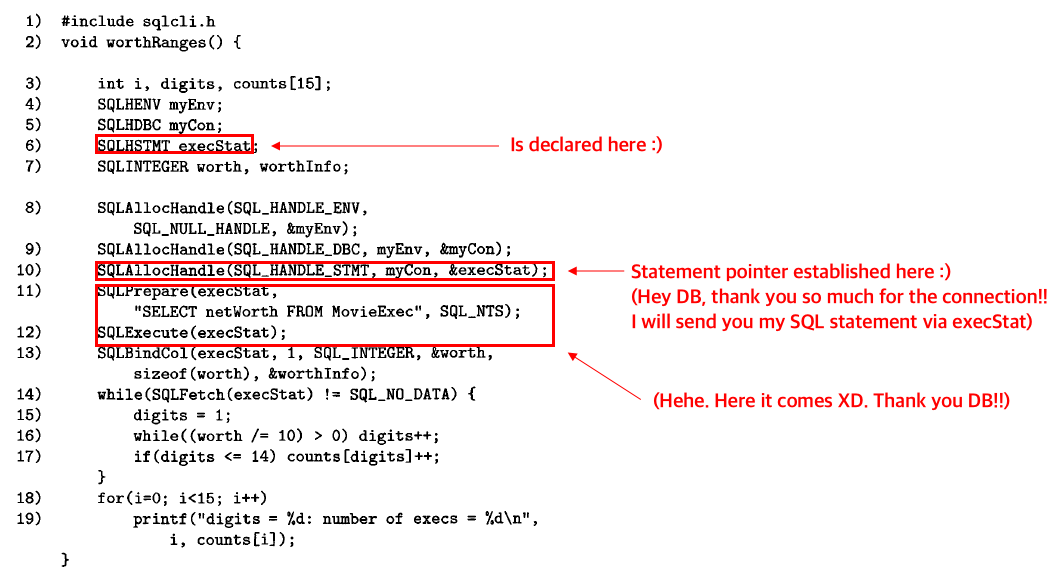 1) #include sqlcli.h
2) void worthRanges() {
3) int i, digits, counts[15];
4) SQLHENV myEnv;
5) SQLHDBC myCon;
6) SQLHSTMT execStat; Is declared here :)
7) SQLINTEGER worth, worthInfo;
8) SQLAllocHandle(SQL_HANDLE_ENV,
SQL_NULL_HANDLE, &myEnv);
9) SQLAllocHandle(SQL_HANDLE_DBC, myEnv, &myCon);
10) SQLAllocHandle(SQL_HANDLE_STMT, myCon, &execStat); Statement pointer established here :)
11) SQLPrepare(execStat, (Hey DB, thank you so much for the connection!!
"SELECT netWorth FROM MovieExec", SQL_NTS); I will send you my SQL statement via execStat)
12) SQLExecute(execStat);
13) SQLBindCol(execStat, 1, SQL_INTEGER, &worth,
sizeof(worth), &worthInfo);
14) while(SQLFetch(execStat) != SQL_NO_DATA) {
15) digits = 1; (Hehe. Here it comes XD. Thank you DB!!)
16) while((worth /= 10) > 0) digits++;
17) if(digits <= 14) counts[digits]++;
}
18) for(i=0; i<15; i++)
19) printf("digits = %d: number of execs = %d\n",
i, counts[i]);
}